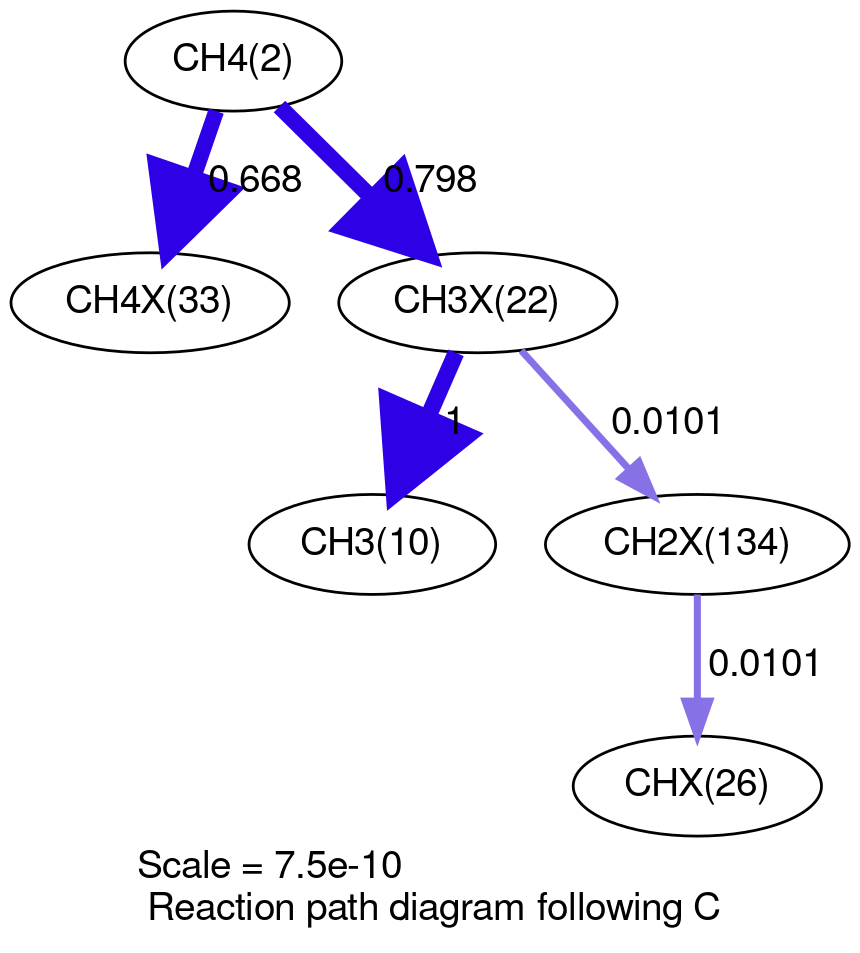 CH4(2)
0.668
0.798
CH4X(33)
CH3X(22)
1
0.0101
CH3(10)
CH2X(134)
0.0101
CHX(26)
Scale = 7.5e-10
Reaction path diagram following C